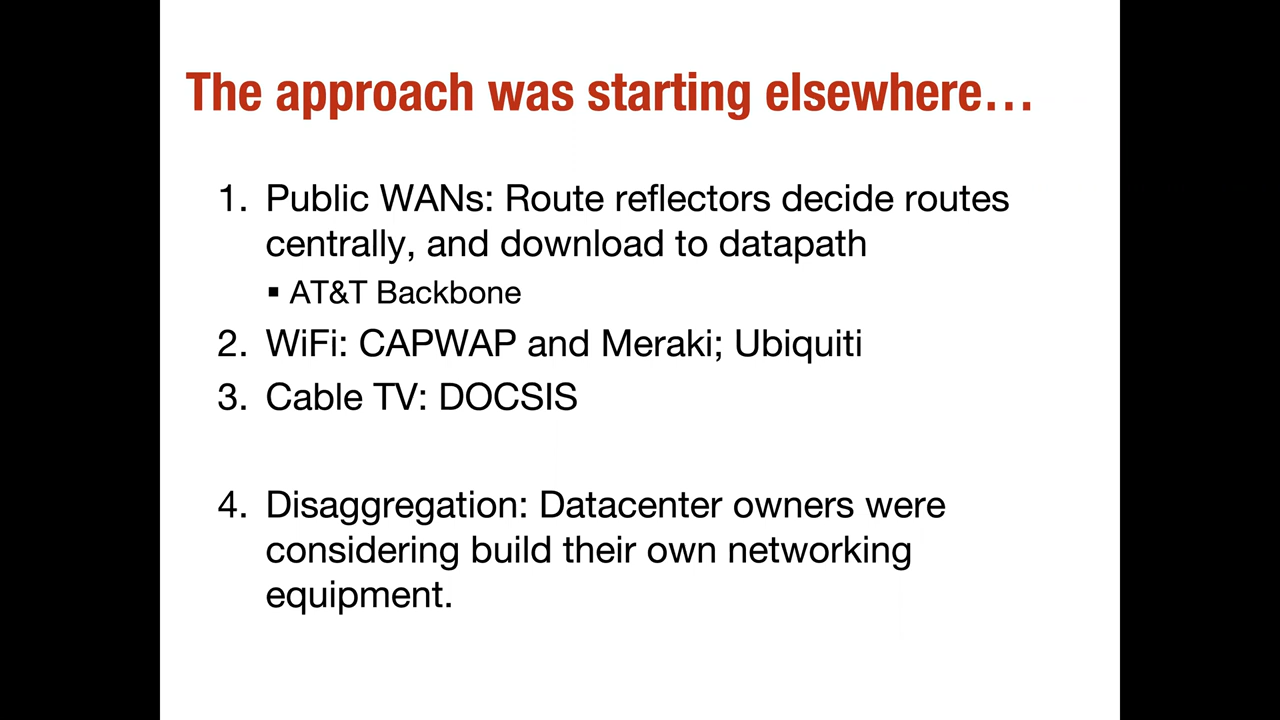 The approach was starting elsewhere…
1. Public WANs: Route reflectors decide routes
centrally, and download to datapath
▪ AT&T Backbone
2. WiFi: CAPWAP and Meraki; Ubiquiti
3. Cable TV: DOCSIS
4. Disaggregation: Datacenter owners were
considering build their own networking
equipment.